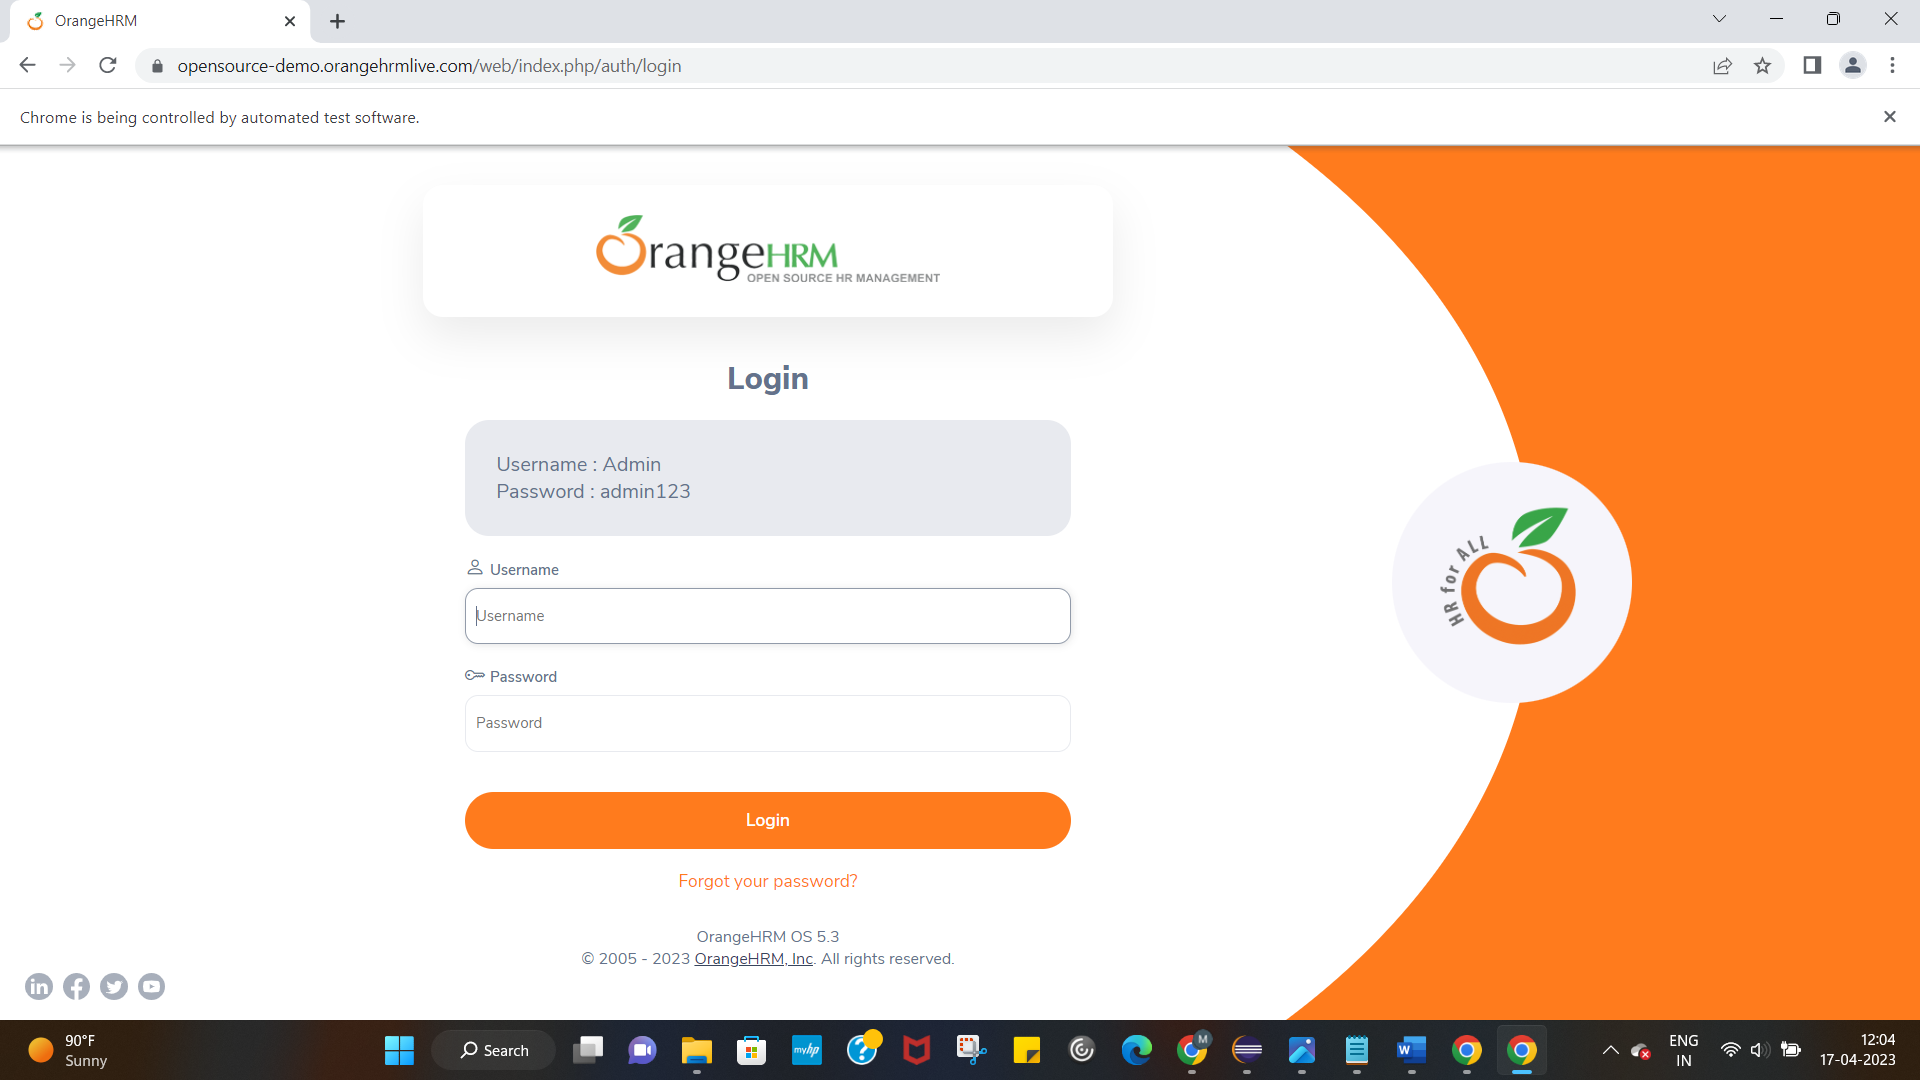 OrangeHRM
opensource-demo.orangehrmlive.com/web/index.php/auth/login
Chrome is being controlled by automated test software.
OrangeHRM
OPEN SOURCE HR MANAGEMENT
Login
Username : Admin
Password : admin123
Username
Username
Password
Password
Login
Forgot your password?
OrangeHRM OS 5.3
© 2005 - 2023 OrangeHRM, Inc. All rights reserved.
HR for ALL
90°F
Sunny
Search
myhp
M
W
ENG
IN
12:04
17-04-2023